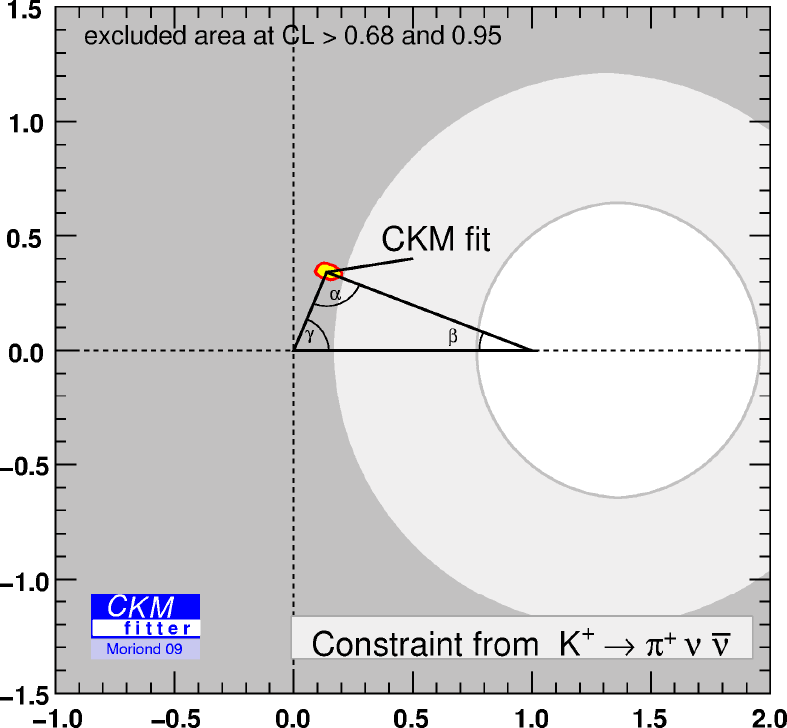 1.5
excluded area at CL > 0.68 and 0.95
1.0
0.5
CKM fit
α
γ
β
0.0
−0.5
−1.0
CKM
fitter
Moriond 09
Constraint from K⁺ → π⁺ ν ν̅
−1.5
−1.0 −0.5 0.0 0.5 1.0 1.5 2.0